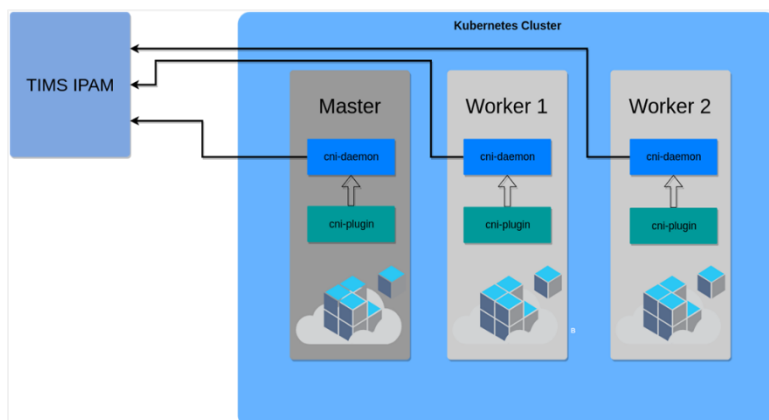 Kubernetes Cluster
TIMS IPAM
Master
Worker 1
Worker 2
cni-daemon
cni-daemon
cni-daemon
cni-plugin
cni-plugin
cni-plugin